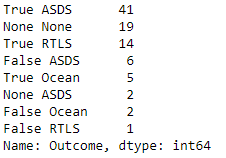 True ASDS 41
None None 19
True RTLS 14
False ASDS 6
True Ocean 5
None ASDS 2
False Ocean 2
False RTLS 1
Name: Outcome, dtype: int64